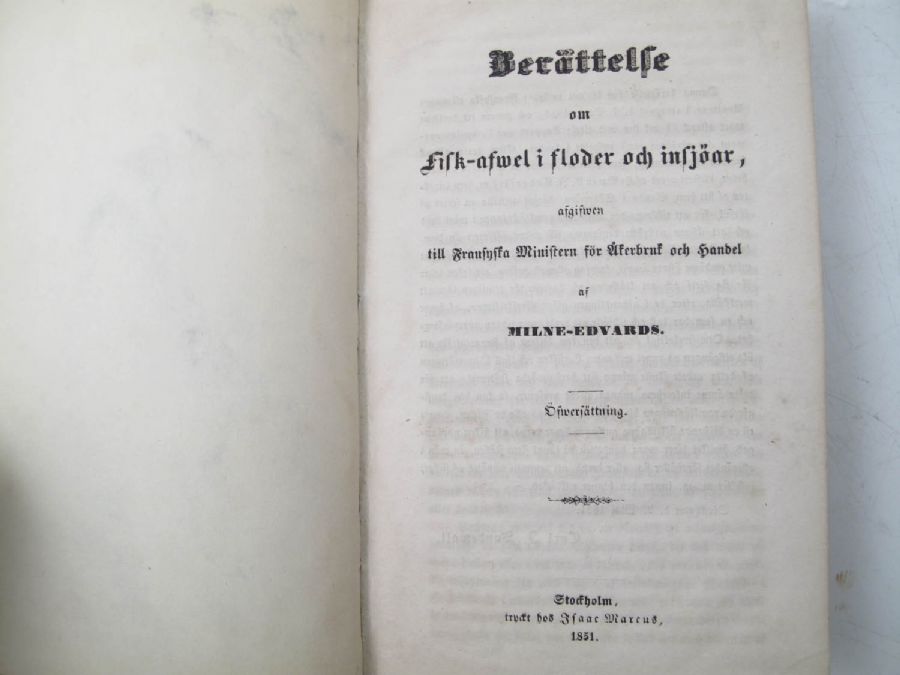 Berättelse
om
Fisk-afwel i floder och insjöar,
afgifwen
till Fransyska Ministern för Åkerbruk och Handel
af
MILNE-EDVARDS.
Öfwersättning.
Stockholm,
tryckt hos Isaac Marcus,
1851.